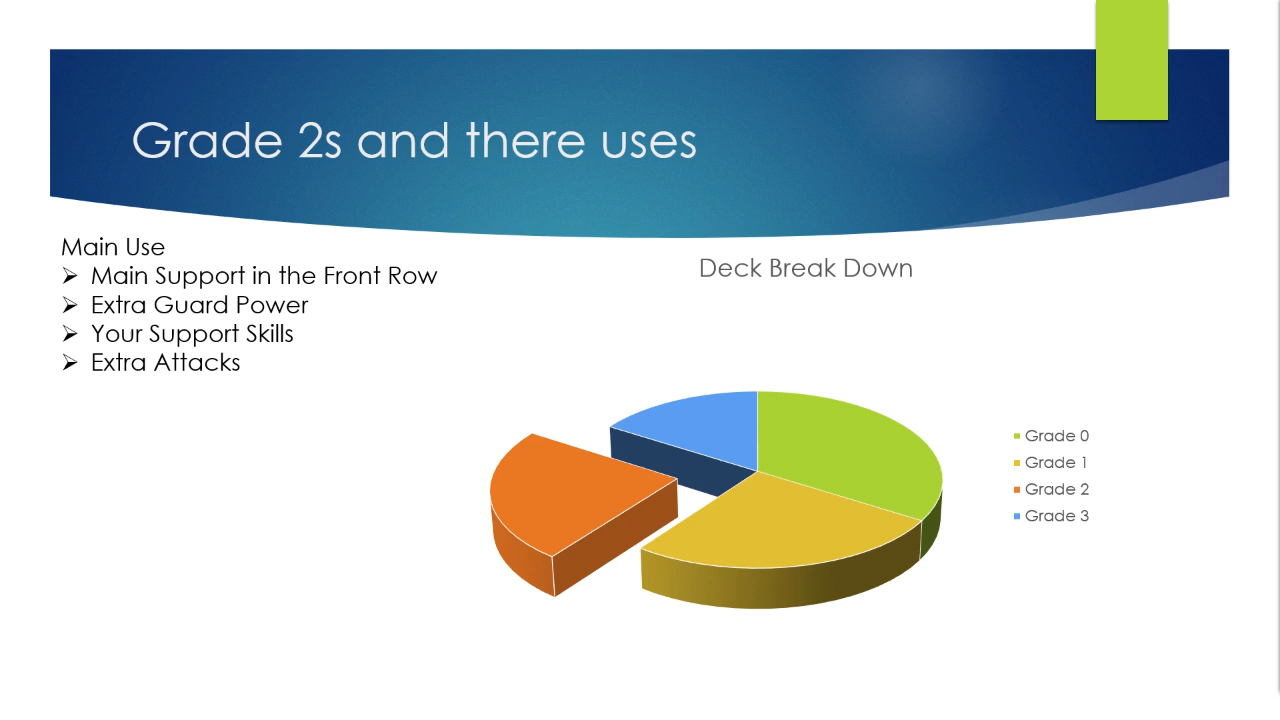 Grade 2s and there uses
Main Use
➢ Main Support in the Front Row
➢ Extra Guard Power
➢ Your Support Skills
➢ Extra Attacks
Deck Break Down
Grade 0
Grade 1
Grade 2
Grade 3